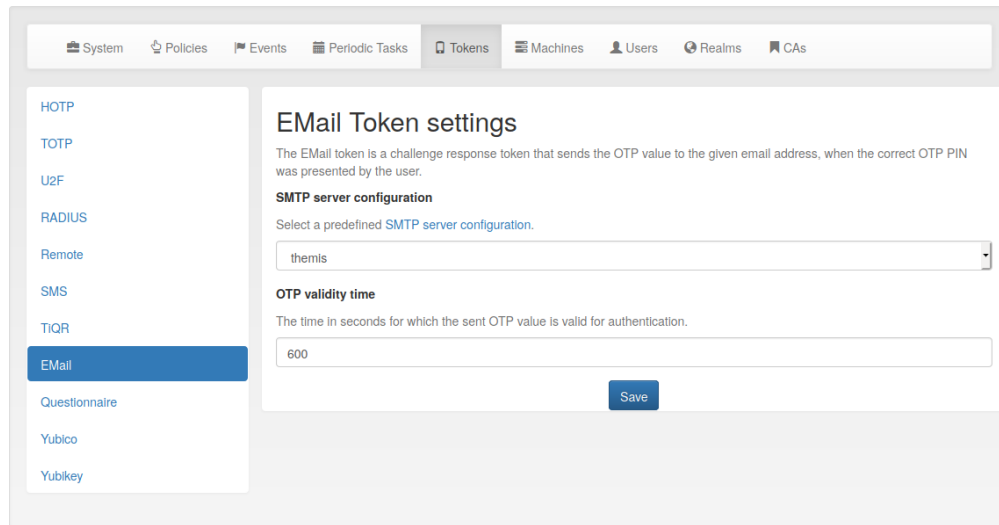 System Policies Events Periodic Tasks Tokens Machines Users Realms CAs
HOTP
TOTP
U2F
RADIUS
Remote
SMS
TiQR
EMail
Questionnaire
Yubico
Yubikey
EMail Token settings
The EMail token is a challenge response token that sends the OTP value to the given email address, when the correct OTP PIN
was presented by the user.
SMTP server configuration
Select a predefined SMTP server configuration.
themis
OTP validity time
The time in seconds for which the sent OTP value is valid for authentication.
600
Save